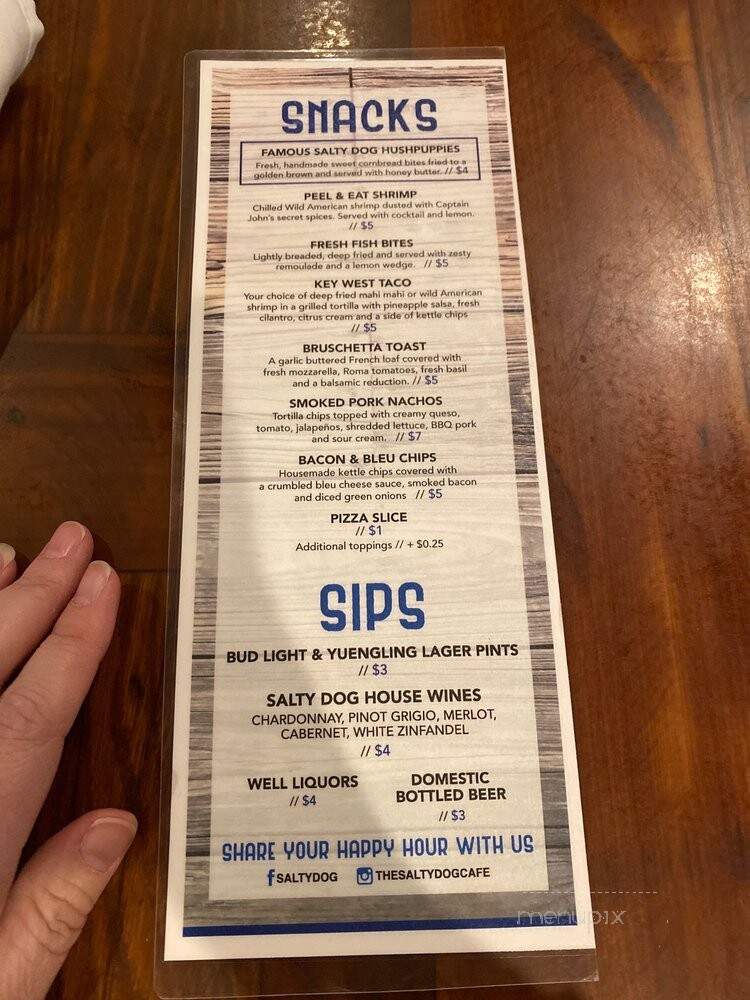 SNACKS
FAMOUS SALTY DOG HUSHPUPPIES
Fresh, handmade sweet cornbread bites fried to a
golden brown and served with honey butter. // $4
PEEL & EAT SHRIMP
Chilled Wild American shrimp dusted with Captain
John's secret spices. Served with cocktail and lemon.
// $5
FRESH FISH BITES
Lightly breaded, deep fried and served with zesty
remoulade and a lemon wedge. // $5
KEY WEST TACO
Your choice of deep fried mahi mahi or wild American
shrimp in a grilled tortilla with pineapple salsa, fresh
cilantro, citrus cream and a side of kettle chips
// $5
BRUSCHETTA TOAST
A garlic buttered French loaf covered with
fresh mozzarella, Roma tomatoes, fresh basil
and a balsamic reduction. // $5
SMOKED PORK NACHOS
Tortilla chips topped with creamy queso,
tomato, jalapeños, shredded lettuce, BBQ pork
and sour cream. // $7
BACON & BLEU CHIPS
Housemade kettle chips covered with
a crumbled bleu cheese sauce, smoked bacon
and diced green onions // $5
PIZZA SLICE
// $1
Additional toppings // + $0.25
SIPS
BUD LIGHT & YUENGLING LAGER PINTS
// $3
SALTY DOG HOUSE WINES
CHARDONNAY, PINOT GRIGIO, MERLOT,
CABERNET, WHITE ZINFANDEL
// $4
WELL LIQUORS
// $4
DOMESTIC
BOTTLED BEER
// $3
SHARE YOUR HAPPY HOUR WITH US
f SALTYDOG THESALTYDOGCAFE
menupix